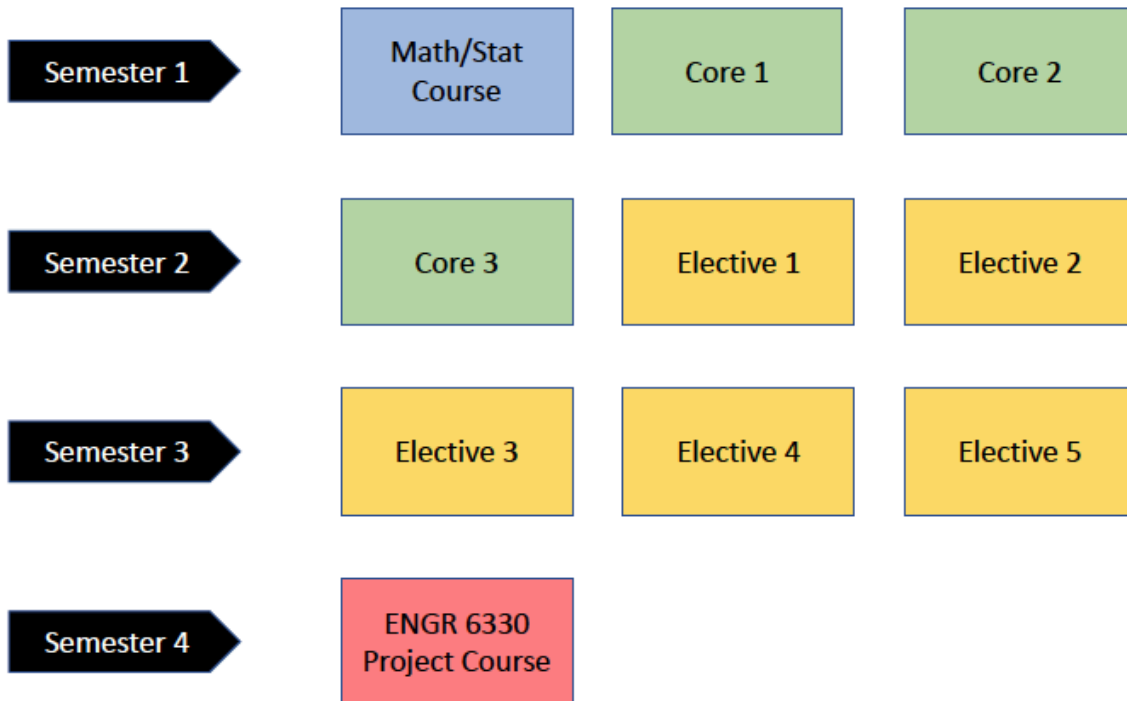 Semester 1
Math/Stat
Course
Core 1
Core 2
Semester 2
Core 3
Elective 1
Elective 2
Semester 3
Elective 3
Elective 4
Elective 5
Semester 4
ENGR 6330
Project Course